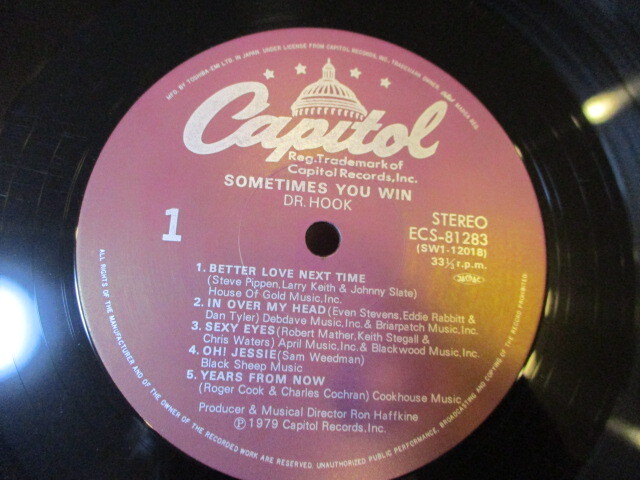 MFD. BY TOSHIBA-EMI LTD. IN JAPAN, UNDER LICENSE FROM CAPITOL RECORDS, INC., TRADEMARK OWNER
Capitol
Reg. Trademark of
Capitol Records, Inc.
SOMETIMES YOU WIN
DR. HOOK
1
STEREO
ECS-81283
(SW1-12018)
33⅓ r.p.m.
1. BETTER LOVE NEXT TIME
(Steve Pippen, Larry Keith & Johnny Slate)
House Of Gold Music, Inc.
2. IN OVER MY HEAD (Even Stevens, Eddie Rabbitt &
Dan Tyler) Debdave Music, Inc. & Briarpatch Music, Inc.
3. SEXY EYES (Robert Mather, Keith Stegall &
Chris Waters) April Music, Inc. & Blackwood Music, Inc.
4. OH! JESSIE (Sam Weedman)
Black Sheep Music
5. YEARS FROM NOW
(Roger Cook & Charles Cochran) Cookhouse Music
Producer & Musical Director Ron Haffkine
Ⓟ 1979 Capitol Records, Inc.
ALL RIGHTS OF THE MANUFACTURER AND OF THE OWNER OF THE RECORDED WORK ARE RESERVED. UNAUTHORIZED PUBLIC PERFORMANCE, BROADCASTING AND COPYING OF THE RECORD PROHIBITED.